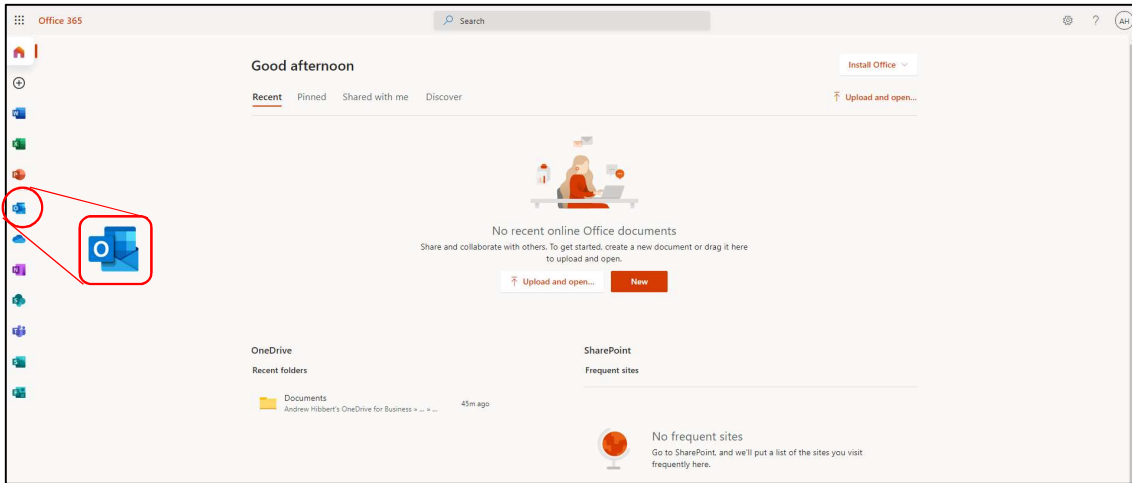 Office 365
Search
?
AH
Good afternoon
Install Office
Recent Pinned Shared with me Discover
Upload and open...
No recent online Office documents
Share and collaborate with others. To get started, create a new document or drag it here
to upload and open.
Upload and open...
New
OneDrive
Recent folders
Documents
Andrew Hibbert's OneDrive for Business » ... » ...
45m ago
SharePoint
Frequent sites
No frequent sites
Go to SharePoint, and we'll put a list of the sites you visit
frequently here.
O